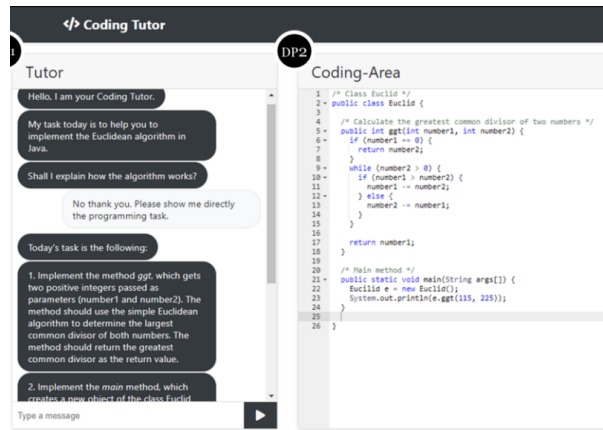 </> Coding Tutor
1
DP2
Tutor
Hello, I am your Coding Tutor.
My task today is to help you to
implement the Euclidean algorithm in
Java.
Shall I explain how the algorithm works?
No thank you. Please show me directly
the programming task.
Today's task is the following:
1. Implement the method ggt, which gets
two positive integers passed as
parameters (number1 and number2). The
method should use the simple Euclidean
algorithm to determine the largest
common divisor of both numbers. The
method should return the greatest
common divisor as the return value.
2. Implement the main method, which
creates a new object of the class Euclid
Type a message
Coding-Area
1 /* Class Euclid */
2 public class Euclid {
3
4 /* Calculate the greatest common divisor of two numbers */
5 public int ggt(int number1, int number2) {
6 if (number1 == 0) {
7 return number2;
8 }
9 while (number2 > 0) {
10 if (number1 > number2) {
11 number1 -= number2;
12 } else {
13 number2 -= number1;
14 }
15 }
16
17 return number1;
18 }
19
20 /* Main method */
21 public static void main(String args[]) {
22 Eucilid e = new Euclid();
23 System.out.println(e.ggt(115, 225));
24 }
25
26 }